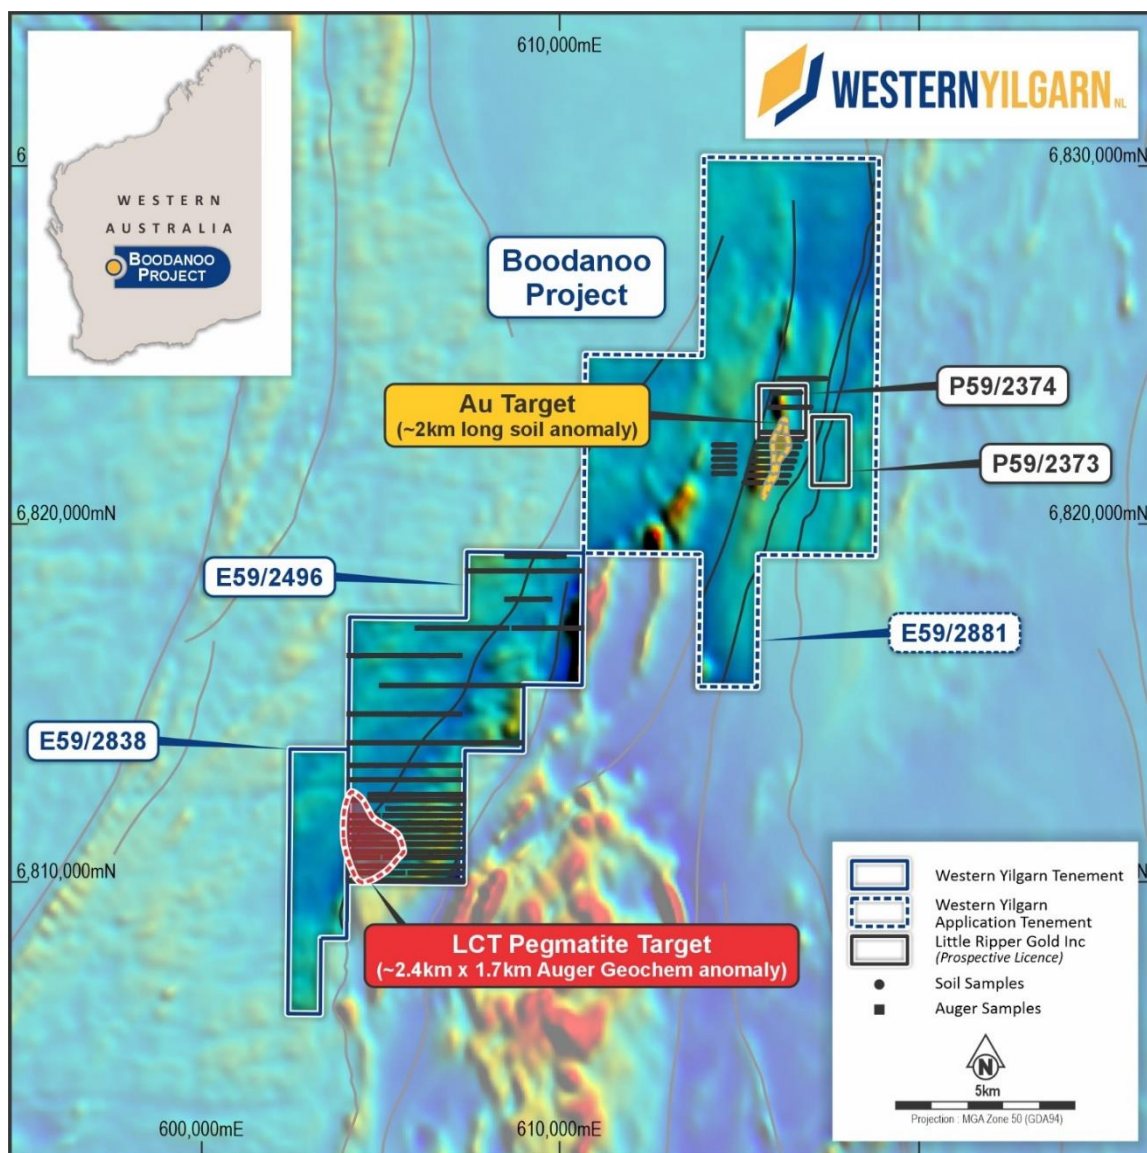 610,000mE
WESTERNYILGARN NL
WESTERN
AUSTRALIA
BOODANOO
PROJECT
6
6,830,000mN
Boodanoo
Project
Au Target
(~2km long soil anomaly)
P59/2374
P59/2373
6,820,000mN
6,820,000mN
E59/2496
E59/2881
E59/2838
6,810,000mN
LCT Pegmatite Target
(~2.4km x 1.7km Auger Geochem anomaly)
Western Yilgarn Tenement
Western Yilgarn
Application Tenement
Little Ripper Gold Inc
(Prospective Licence)
Soil Samples
Auger Samples
N
5km
Projection : MGA Zone 50 (GDA94)
600,000mE
610,000mE